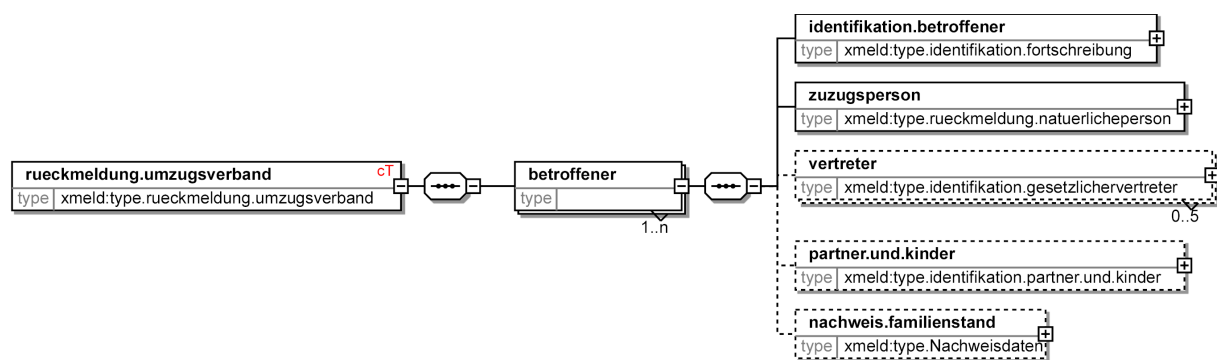 identifikation.betroffener
type xmeld:type.identifikation.fortschreibung
zuzugsperson
type xmeld:type.rueckmeldung.natuerlicheperson
rueckmeldung.umzugsverband cT
type xmeld:type.rueckmeldung.umzugsverband
betroffener
type
1..n
vertreter
type xmeld:type.identifikation.gesetzlichervertreter
0..5
partner.und.kinder
type xmeld:type.identifikation.partner.und.kinder
nachweis.familienstand
type xmeld:type.Nachweisdaten